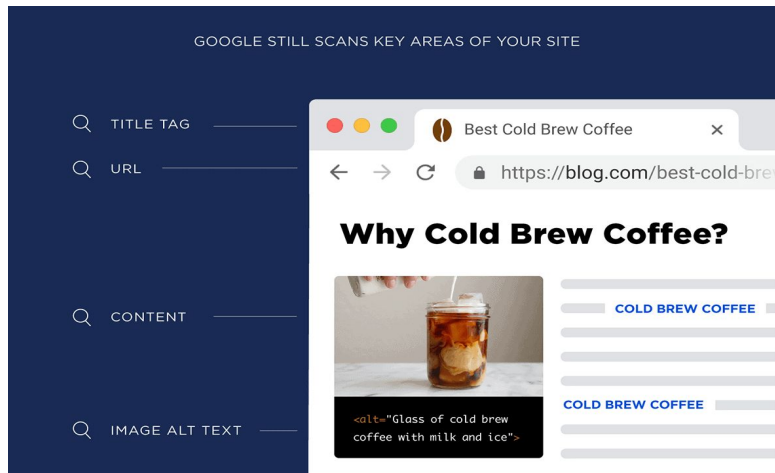 GOOGLE STILL SCANS KEY AREAS OF YOUR SITE
TITLE TAG
Best Cold Brew Coffee
URL
https://blog.com/best-cold-bre
Why Cold Brew Coffee?
CONTENT
COLD BREW COFFEE
COLD BREW COFFEE
IMAGE ALT TEXT
<alt="Glass of cold brew
coffee with milk and ice">